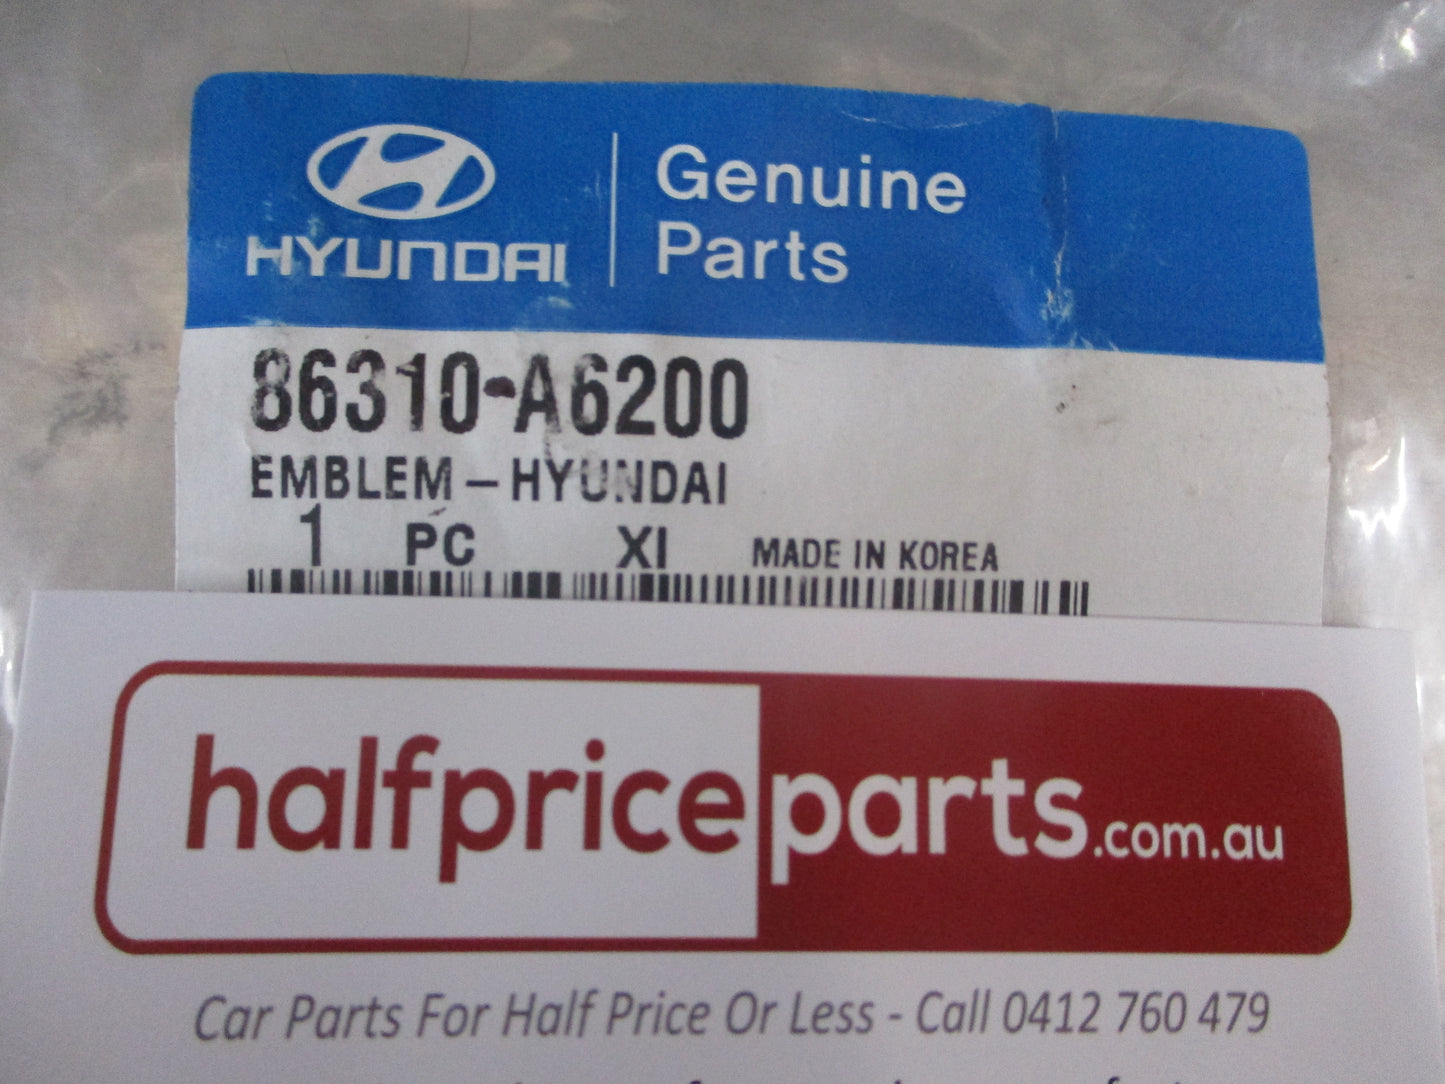 HYUNDAI
Genuine
Parts
86310-A6200
EMBLEM-HYUNDAI
1 PC XI MADE IN KOREA
halfpriceparts.com.au
Car Parts For Half Price Or Less - Call 0412 760 479